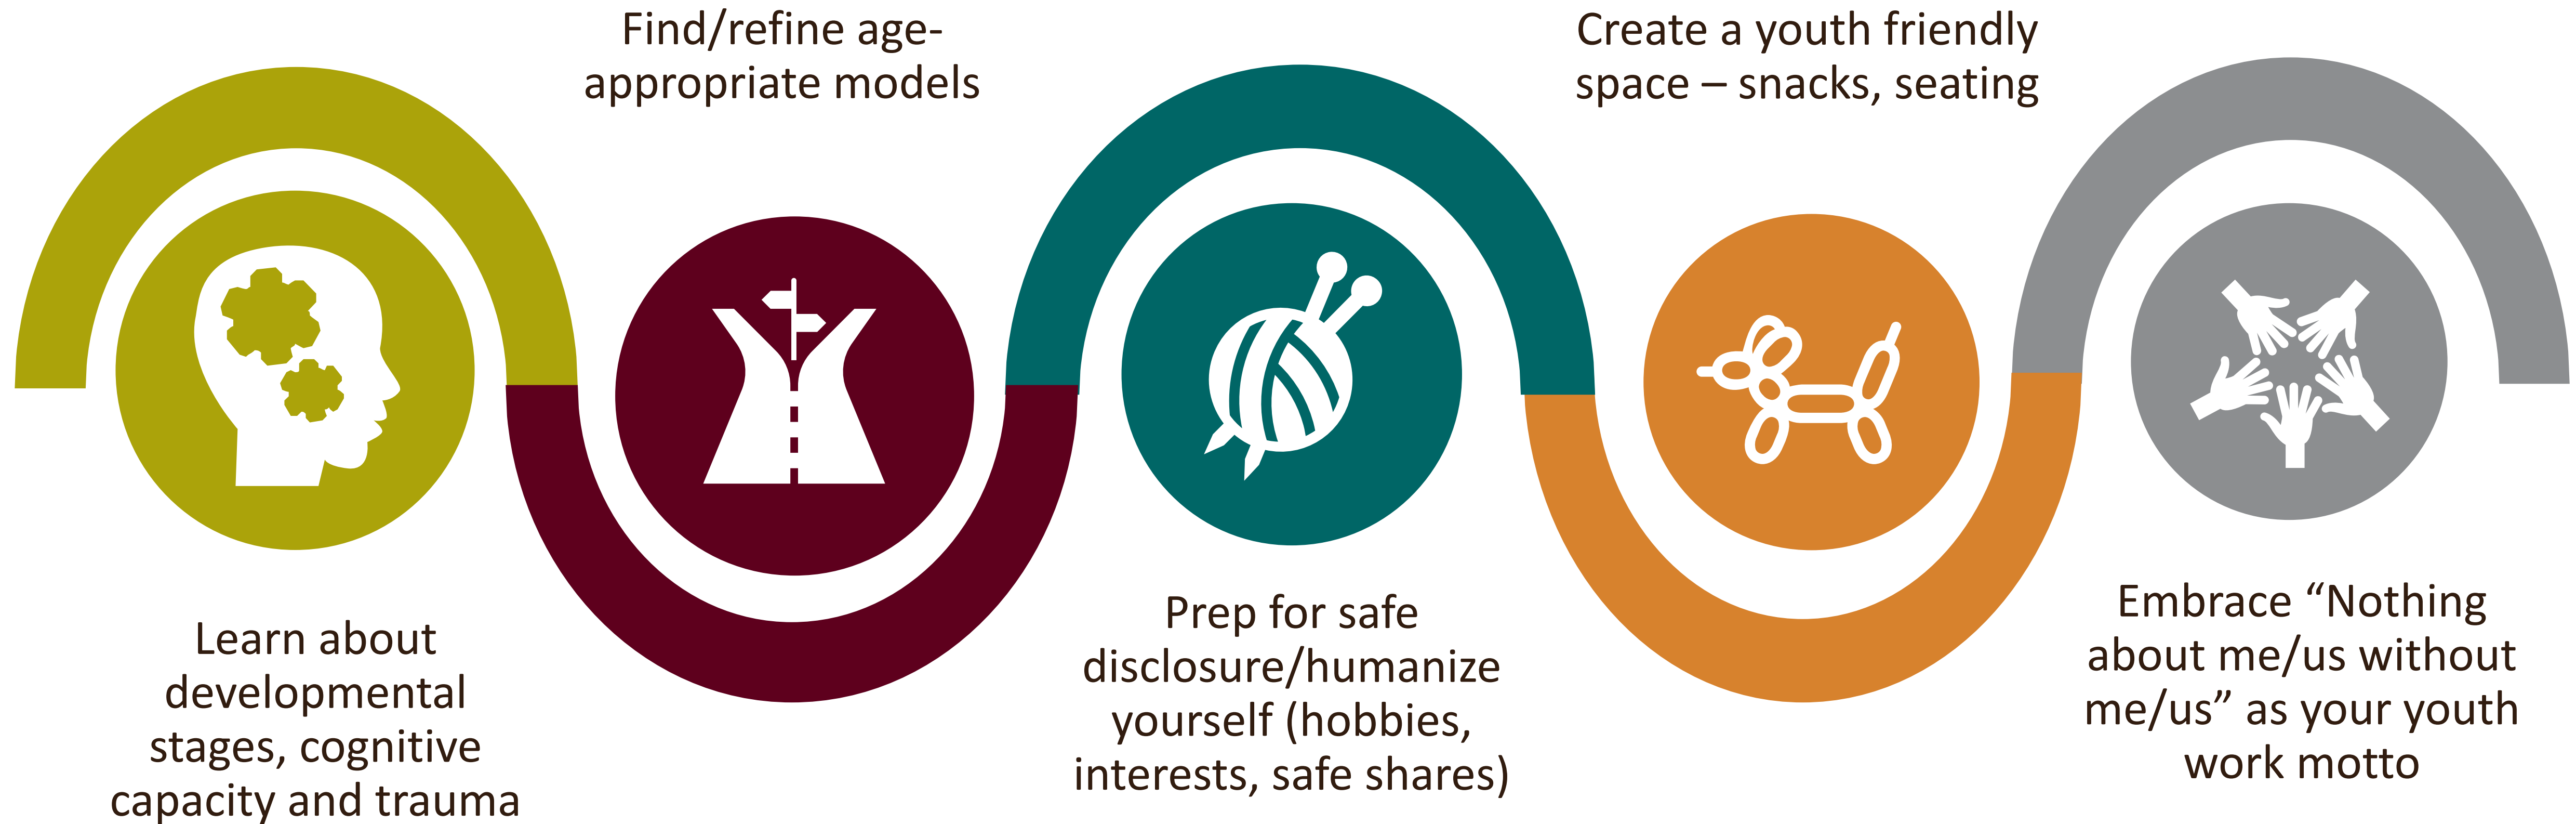 Learn about
developmental
stages, cognitive
capacity and trauma
Find/refine age-
appropriate models
Prep for safe
disclosure/humanize
yourself (hobbies,
interests, safe shares)
Create a youth friendly
space – snacks, seating
Embrace “Nothing
about me/us without
me/us” as your youth
work motto